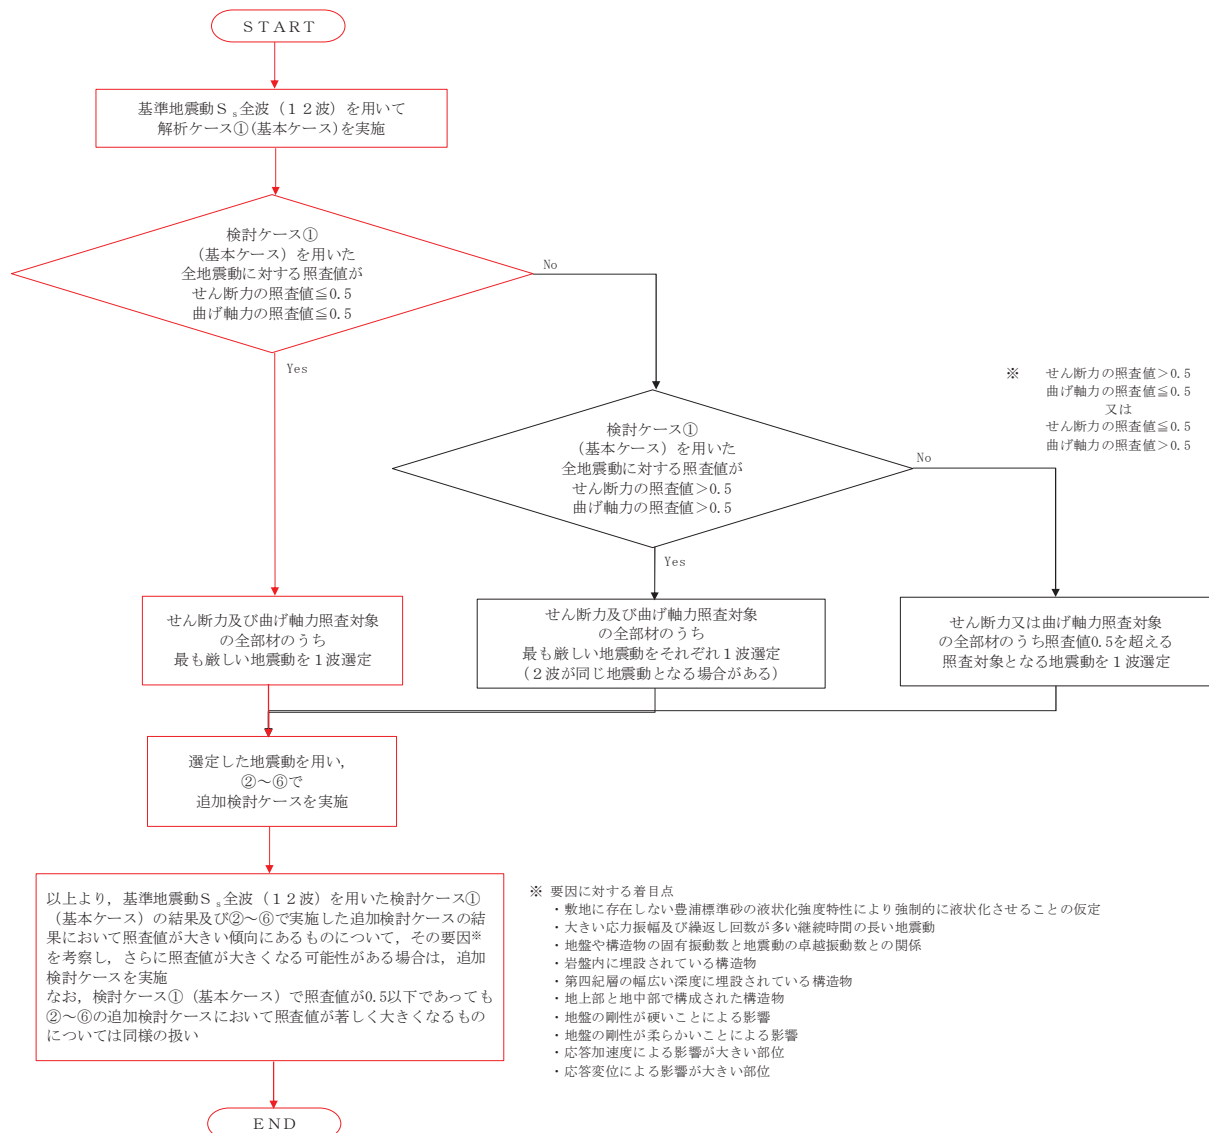 ＳＴＡＲＴ
基準地震動Ｓｓ全波（１２波）を用いて
解析ケース①(基本ケース)を実施
検討ケース①
（基本ケース）を用いた
全地震動に対する照査値が
せん断力の照査値≦0.5
曲げ軸力の照査値≦0.5
No
Yes
※　せん断力の照査値＞0.5
曲げ軸力の照査値≦0.5
又は
せん断力の照査値≦0.5
曲げ軸力の照査値＞0.5
検討ケース①
（基本ケース）を用いた
全地震動に対する照査値が
せん断力の照査値＞0.5
曲げ軸力の照査値＞0.5
No
Yes
せん断力及び曲げ軸力照査対象
の全部材のうち
最も厳しい地震動を１波選定
せん断力及び曲げ軸力照査対象
の全部材のうち
最も厳しい地震動をそれぞれ１波選定
（２波が同じ地震動となる場合がある）
せん断力又は曲げ軸力照査対象
の全部材のうち照査値0.5を超える
照査対象となる地震動を１波選定
選定した地震動を用い，
②～⑥で
追加検討ケースを実施
以上より，基準地震動Ｓｓ全波（１２波）を用いた検討ケース①
（基本ケース）の結果及び②～⑥で実施した追加検討ケースの結
果において照査値が大きい傾向にあるものについて，その要因※
を考察し，さらに照査値が大きくなる可能性がある場合は，追加
検討ケースを実施
なお，検討ケース①（基本ケース）で照査値が0.5以下であっても
②～⑥の追加検討ケースにおいて照査値が著しく大きくなるもの
については同様の扱い
※ 要因に対する着目点
・敷地に存在しない豊浦標準砂の液状化強度特性により強制的に液状化させることの仮定
・大きい応力振幅及び繰返し回数が多い継続時間の長い地震動
・地盤や構造物の固有振動数と地震動の卓越振動数との関係
・岩盤内に埋設されている構造物
・第四紀層の幅広い深度に埋設されている構造物
・地上部と地中部で構成された構造物
・地盤の剛性が硬いことによる影響
・地盤の剛性が柔らかいことによる影響
・応答加速度による影響が大きい部位
・応答変位による影響が大きい部位
ＥＮＤ